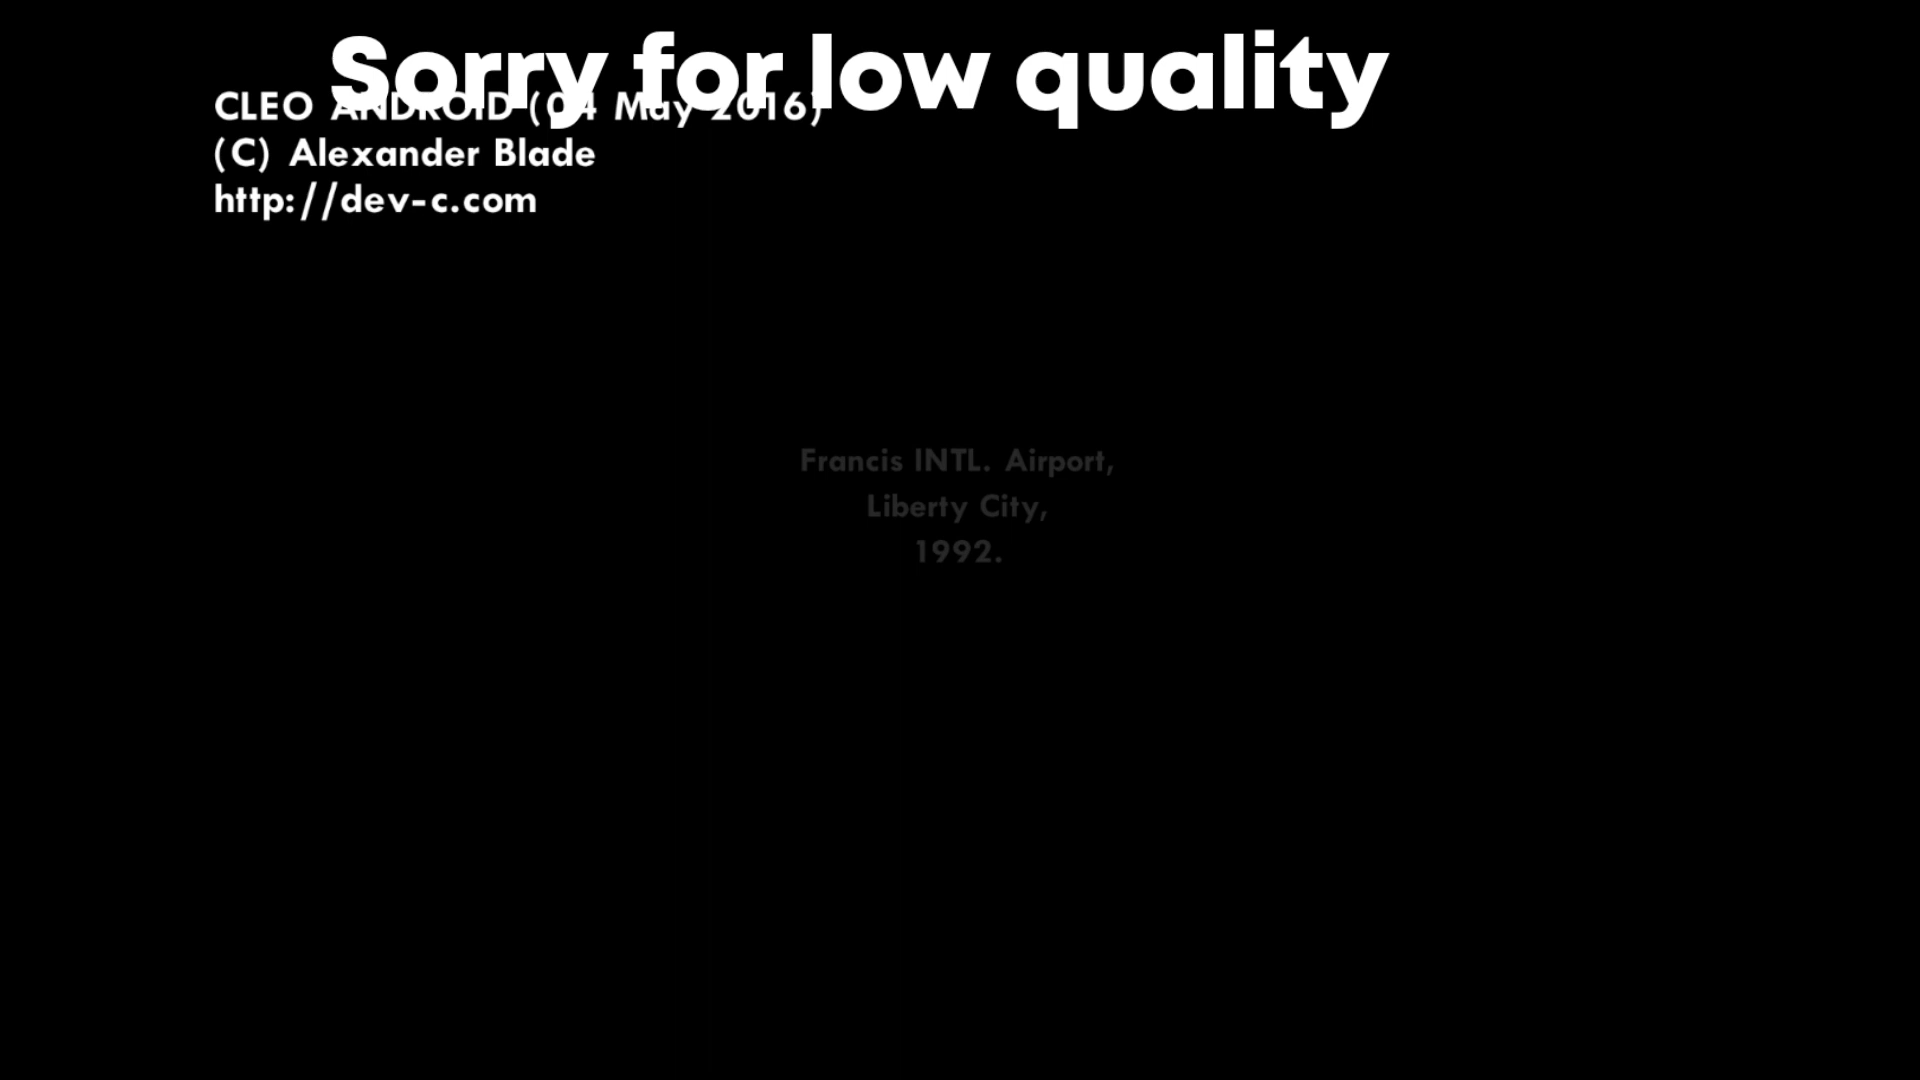 Sorry for low quality
CLEO ANDROID (04 May 2016)
(C) Alexander Blade
http://dev-c.com
Francis INTL. Airport,
Liberty City,
1992.